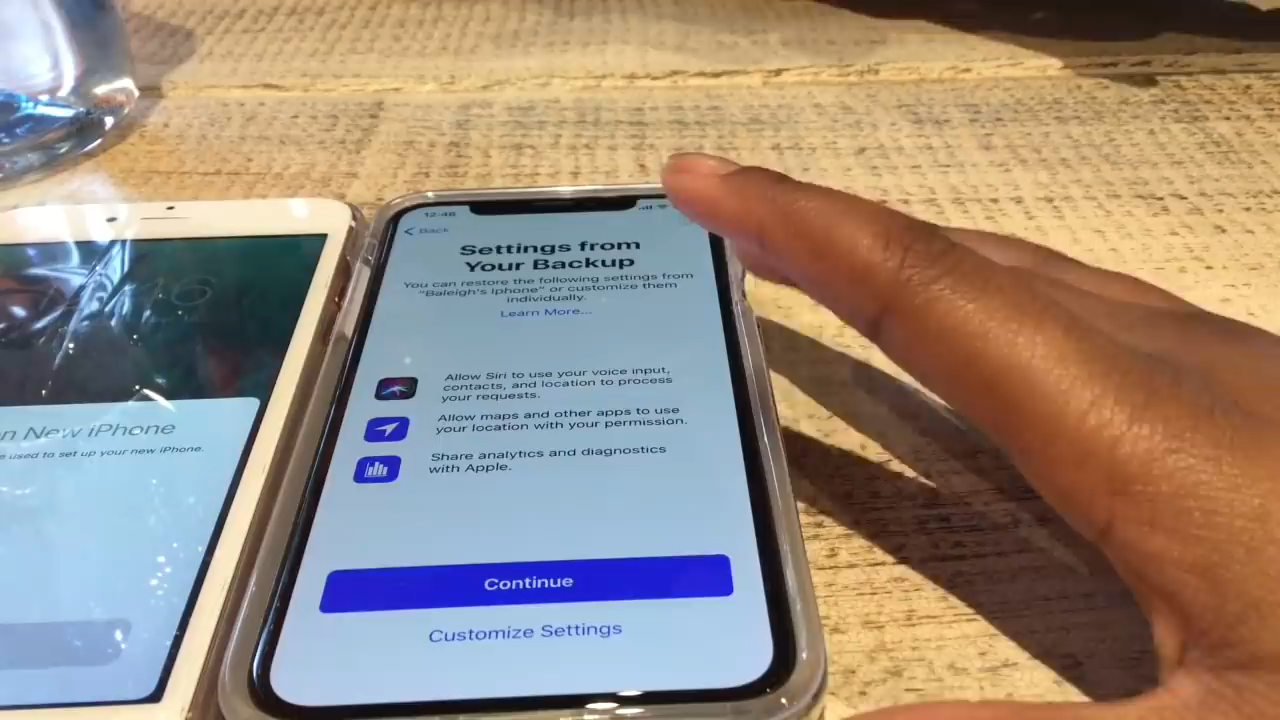 12:48
Back
Settings from
Your Backup
You can restore the following settings from
"Baleigh's Iphone" or customize them
individually.
Learn More...
Allow Siri to use your voice input,
contacts, and location to process
your requests.
Allow maps and other apps to use
your location with your permission.
Share analytics and diagnostics
with Apple.
Continue
Customize Settings
New iPhone
used to set up your new iPhone.